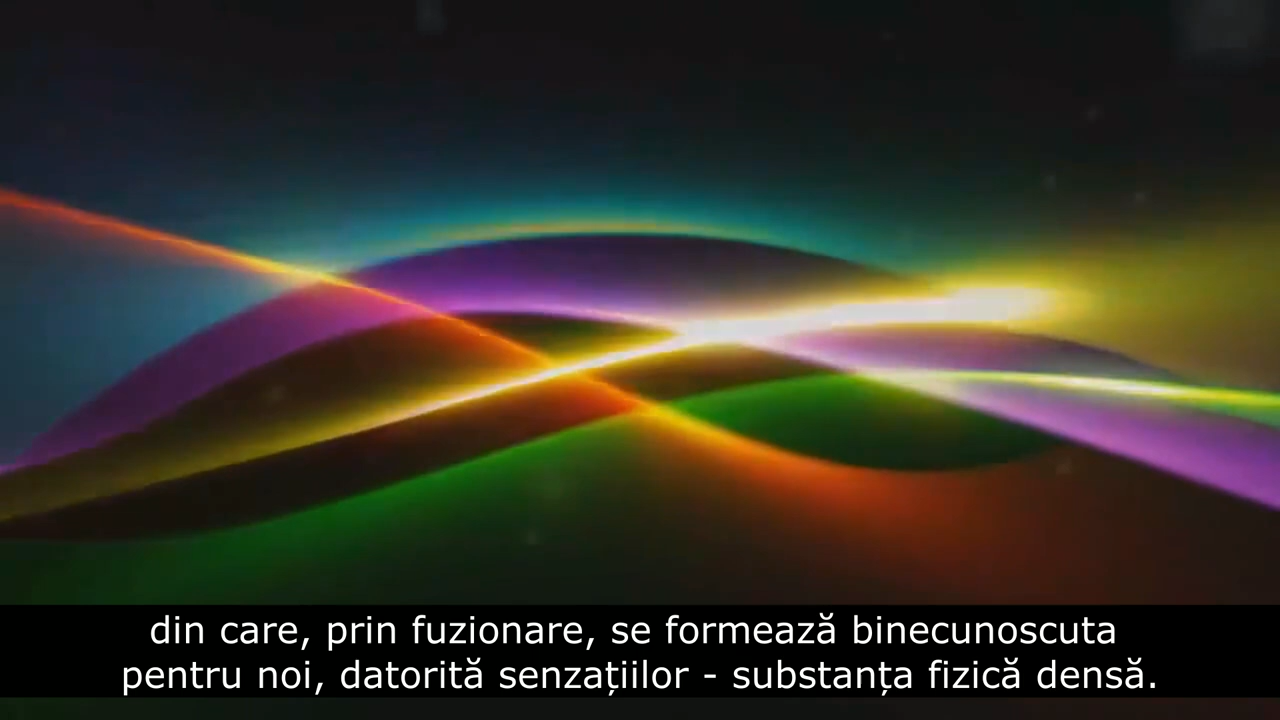 din care, prin fuzionare, se formează binecunoscuta
pentru noi, datorită senzațiilor - substanța fizică densă.